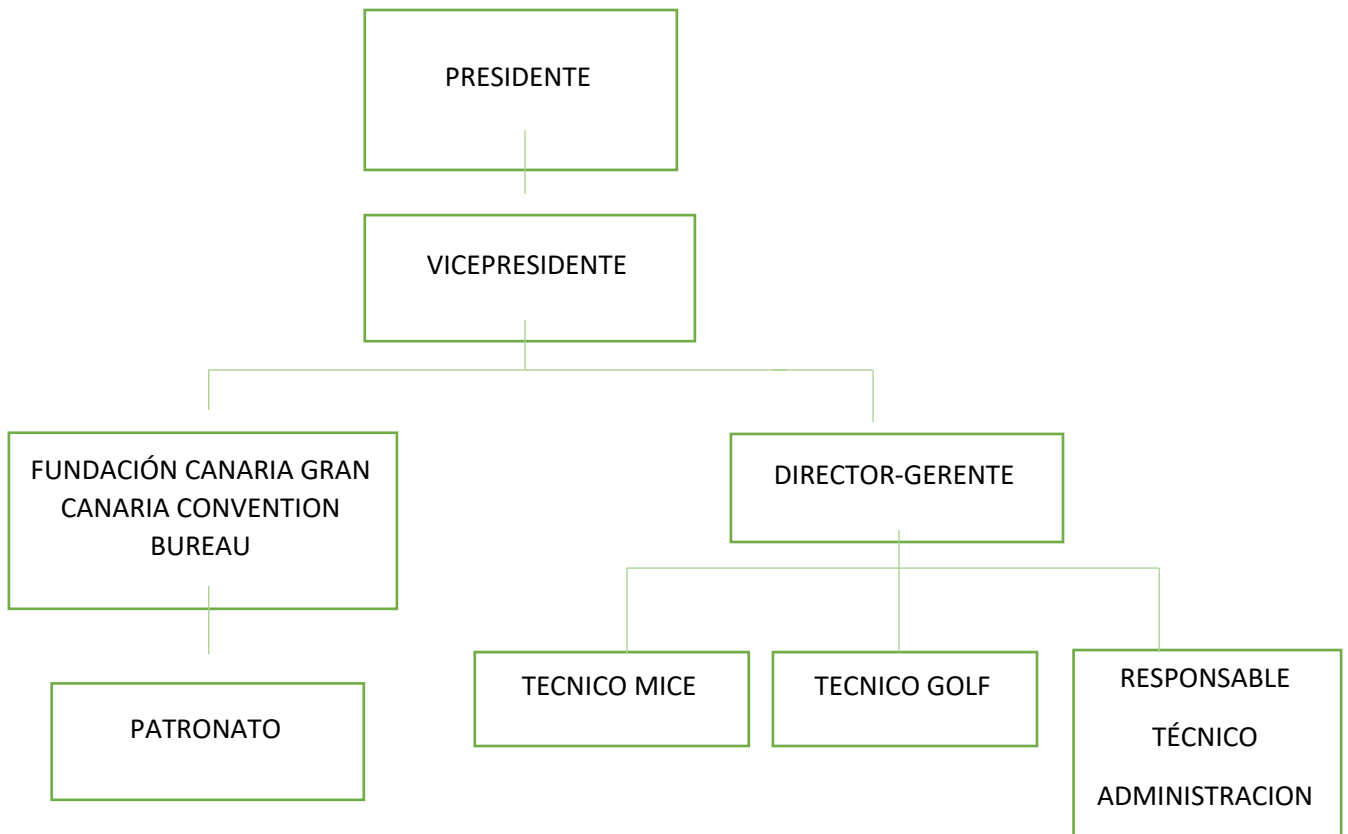 PRESIDENTE
VICEPRESIDENTE
FUNDACIÓN CANARIA GRAN
CANARIA CONVENTION
BUREAU
DIRECTOR-GERENTE
PATRONATO
TECNICO MICE
TECNICO GOLF
RESPONSABLE
TÉCNICO
ADMINISTRACION